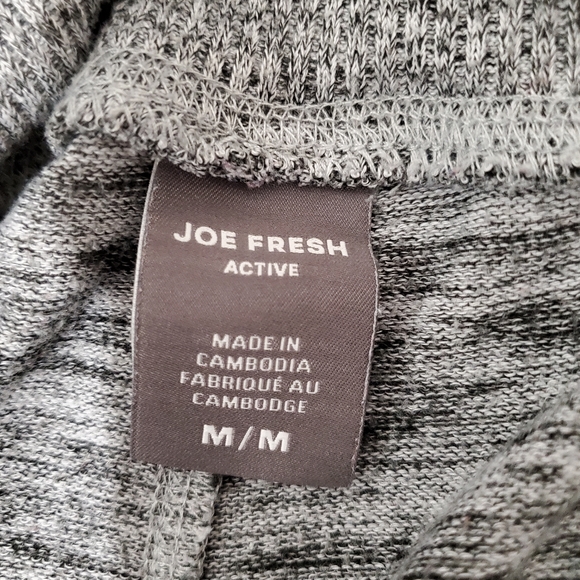 JOE FRESH
ACTIVE
MADE IN
CAMBODIA
FABRIQUÉ AU
CAMBODGE
M/M